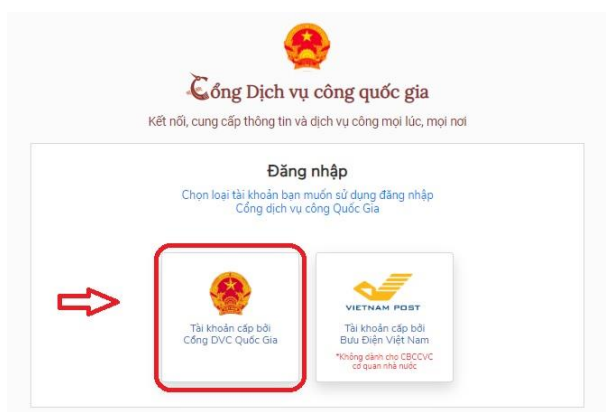 Cổng Dịch vụ công quốc gia
Kết nối, cung cấp thông tin và dịch vụ công mọi lúc, mọi nơi
Đăng nhập
Chọn loại tài khoản bạn muốn sử dụng đăng nhập
Cổng dịch vụ công Quốc Gia
Tài khoản cấp bởi
Cổng DVC Quốc Gia
VIETNAM POST
Tài khoản cấp bởi
Bưu Điện Việt Nam
*Không dành cho CBCCVC
cơ quan nhà nước